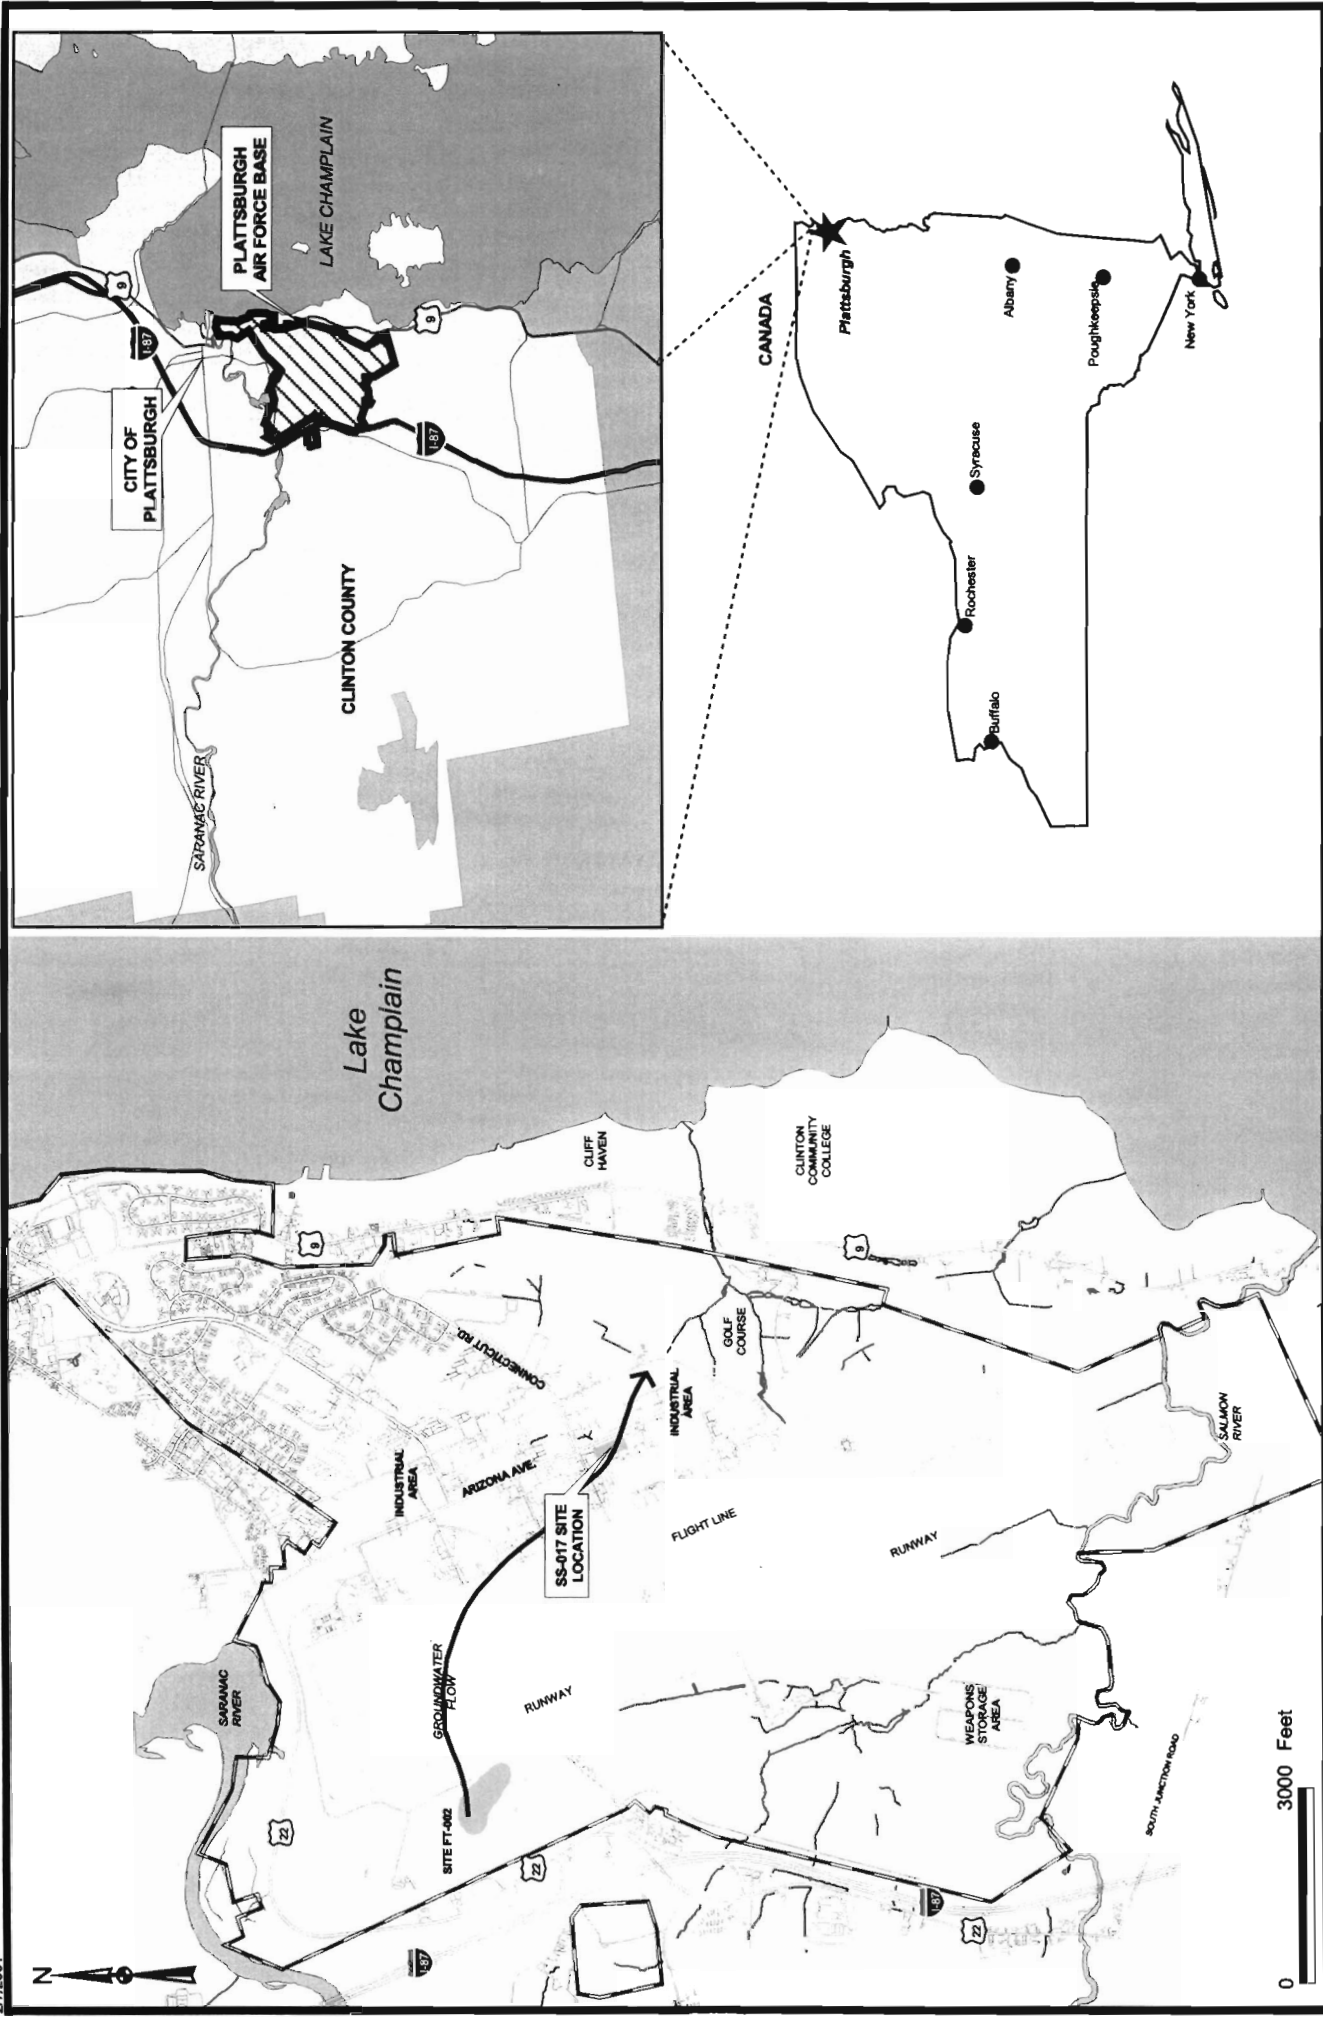 N
SARANAC
RIVER
22
SITE FT-002
22
I-87
GROUNDWATER
FLOW
RUNWAY
INDUSTRIAL
AREA
ARIZONA AVE.
CONNECTICUT RD.
9
Lake
Champlain
SS-017 SITE
LOCATION
CLIFF
HAVEN
INDUSTRIAL
AREA
FLIGHT LINE
GOLF
COURSE
CLINTON
COMMUNITY
COLLEGE
9
RUNWAY
WEAPONS
STORAGE
AREA
I-87
22
SOUTH JUNCTION ROAD
SALMON
RIVER
0
3000 Feet
SARANAC RIVER
CITY OF
PLATTSBURGH
I-87
9
PLATTSBURGH
AIR FORCE BASE
LAKE CHAMPLAIN
CLINTON COUNTY
I-87
9
CANADA
Plattsburgh
Buffalo
Rochester
Syracuse
Albany
Poughkeepsie
New York